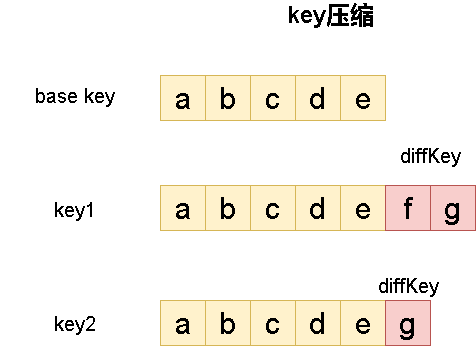 key压缩
base key a b c d e
diffKey
key1 a b c d e f g
diffKey
key2 a b c d e g